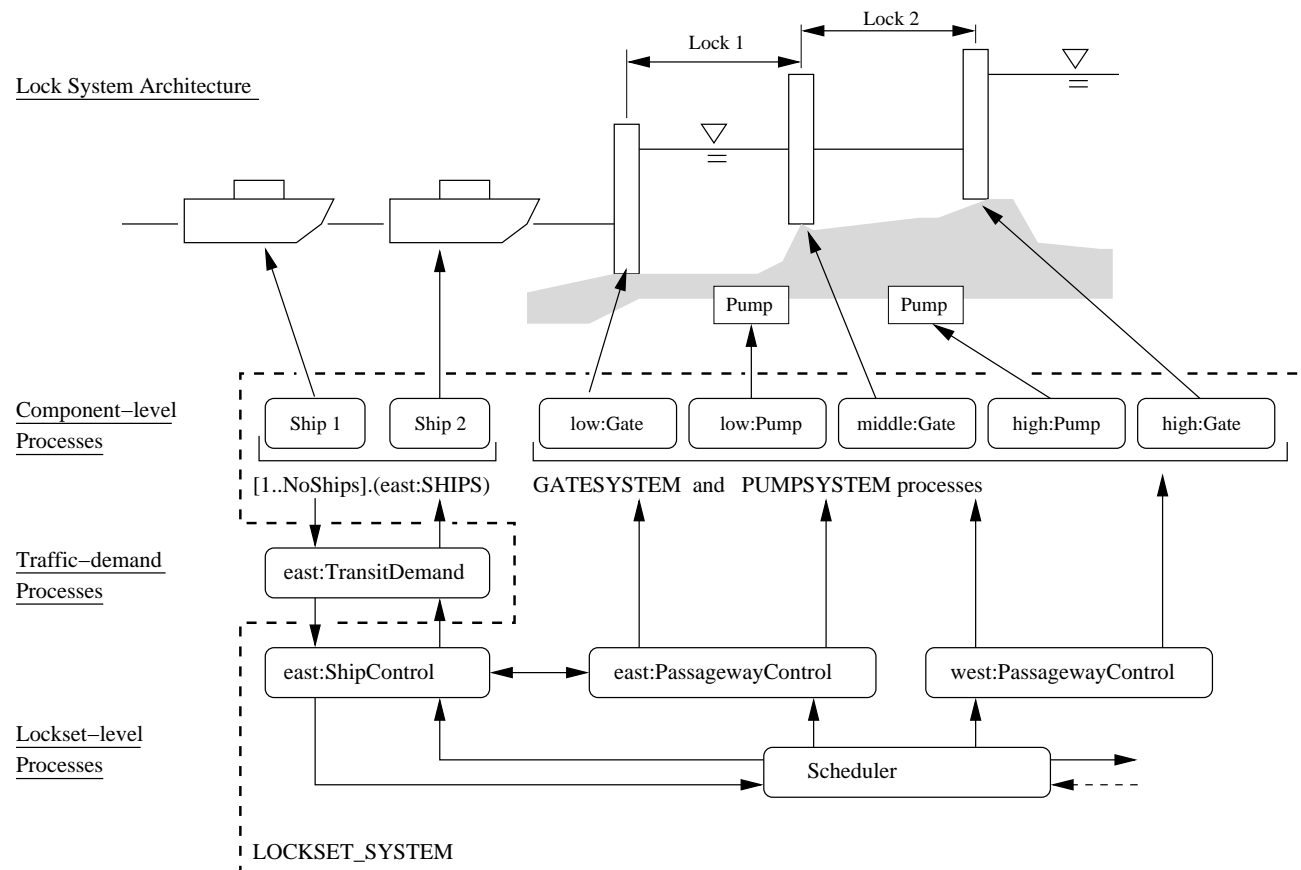 Lock 2
Lock 1
Lock System Architecture
Pump
Pump
Component−level
Processes
Ship 1
Ship 2
low:Gate
low:Pump
middle:Gate
high:Pump
high:Gate
[1..NoShips].(east:SHIPS)
GATESYSTEM and PUMPSYSTEM processes
Traffic−demand
Processes
east:TransitDemand
east:ShipControl
east:PassagewayControl
west:PassagewayControl
Lockset−level
Processes
Scheduler
LOCKSET_SYSTEM